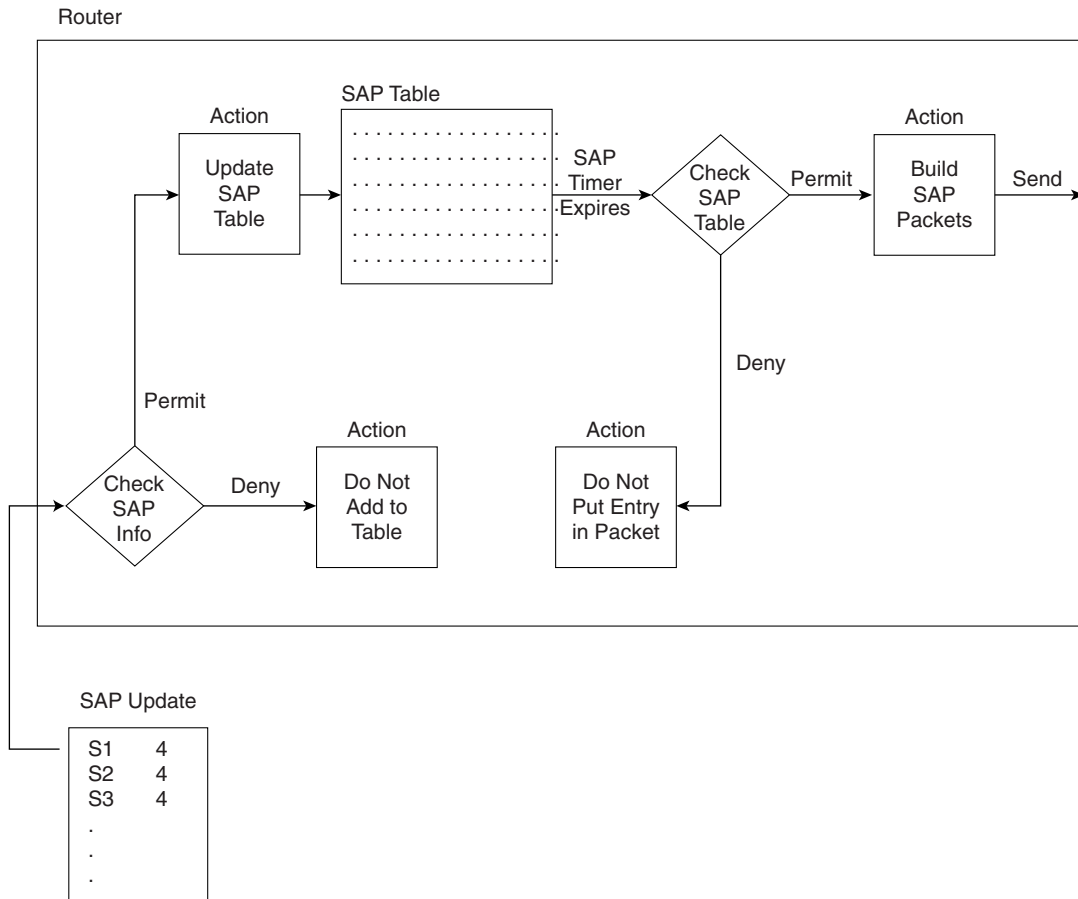 Router
Action
Update
SAP
Table
SAP Table
. . . . . . . . . . . . . . . . . .
. . . . . . . . . . . . . . . . . .
. . . . . . . . . . . . . . . . . .
. . . . . . . . . . . . . . . . . .
. . . . . . . . . . . . . . . . . .
. . . . . . . . . . . . . . . . . .
SAP
Timer
Expires
Check
SAP
Table
Permit
Action
Build
SAP
Packets
Send
Deny
Permit
Check
SAP
Info
Deny
Action
Do Not
Add to
Table
Action
Do Not
Put Entry
in Packet
SAP Update
S1 4
S2 4
S3 4
.
.
.